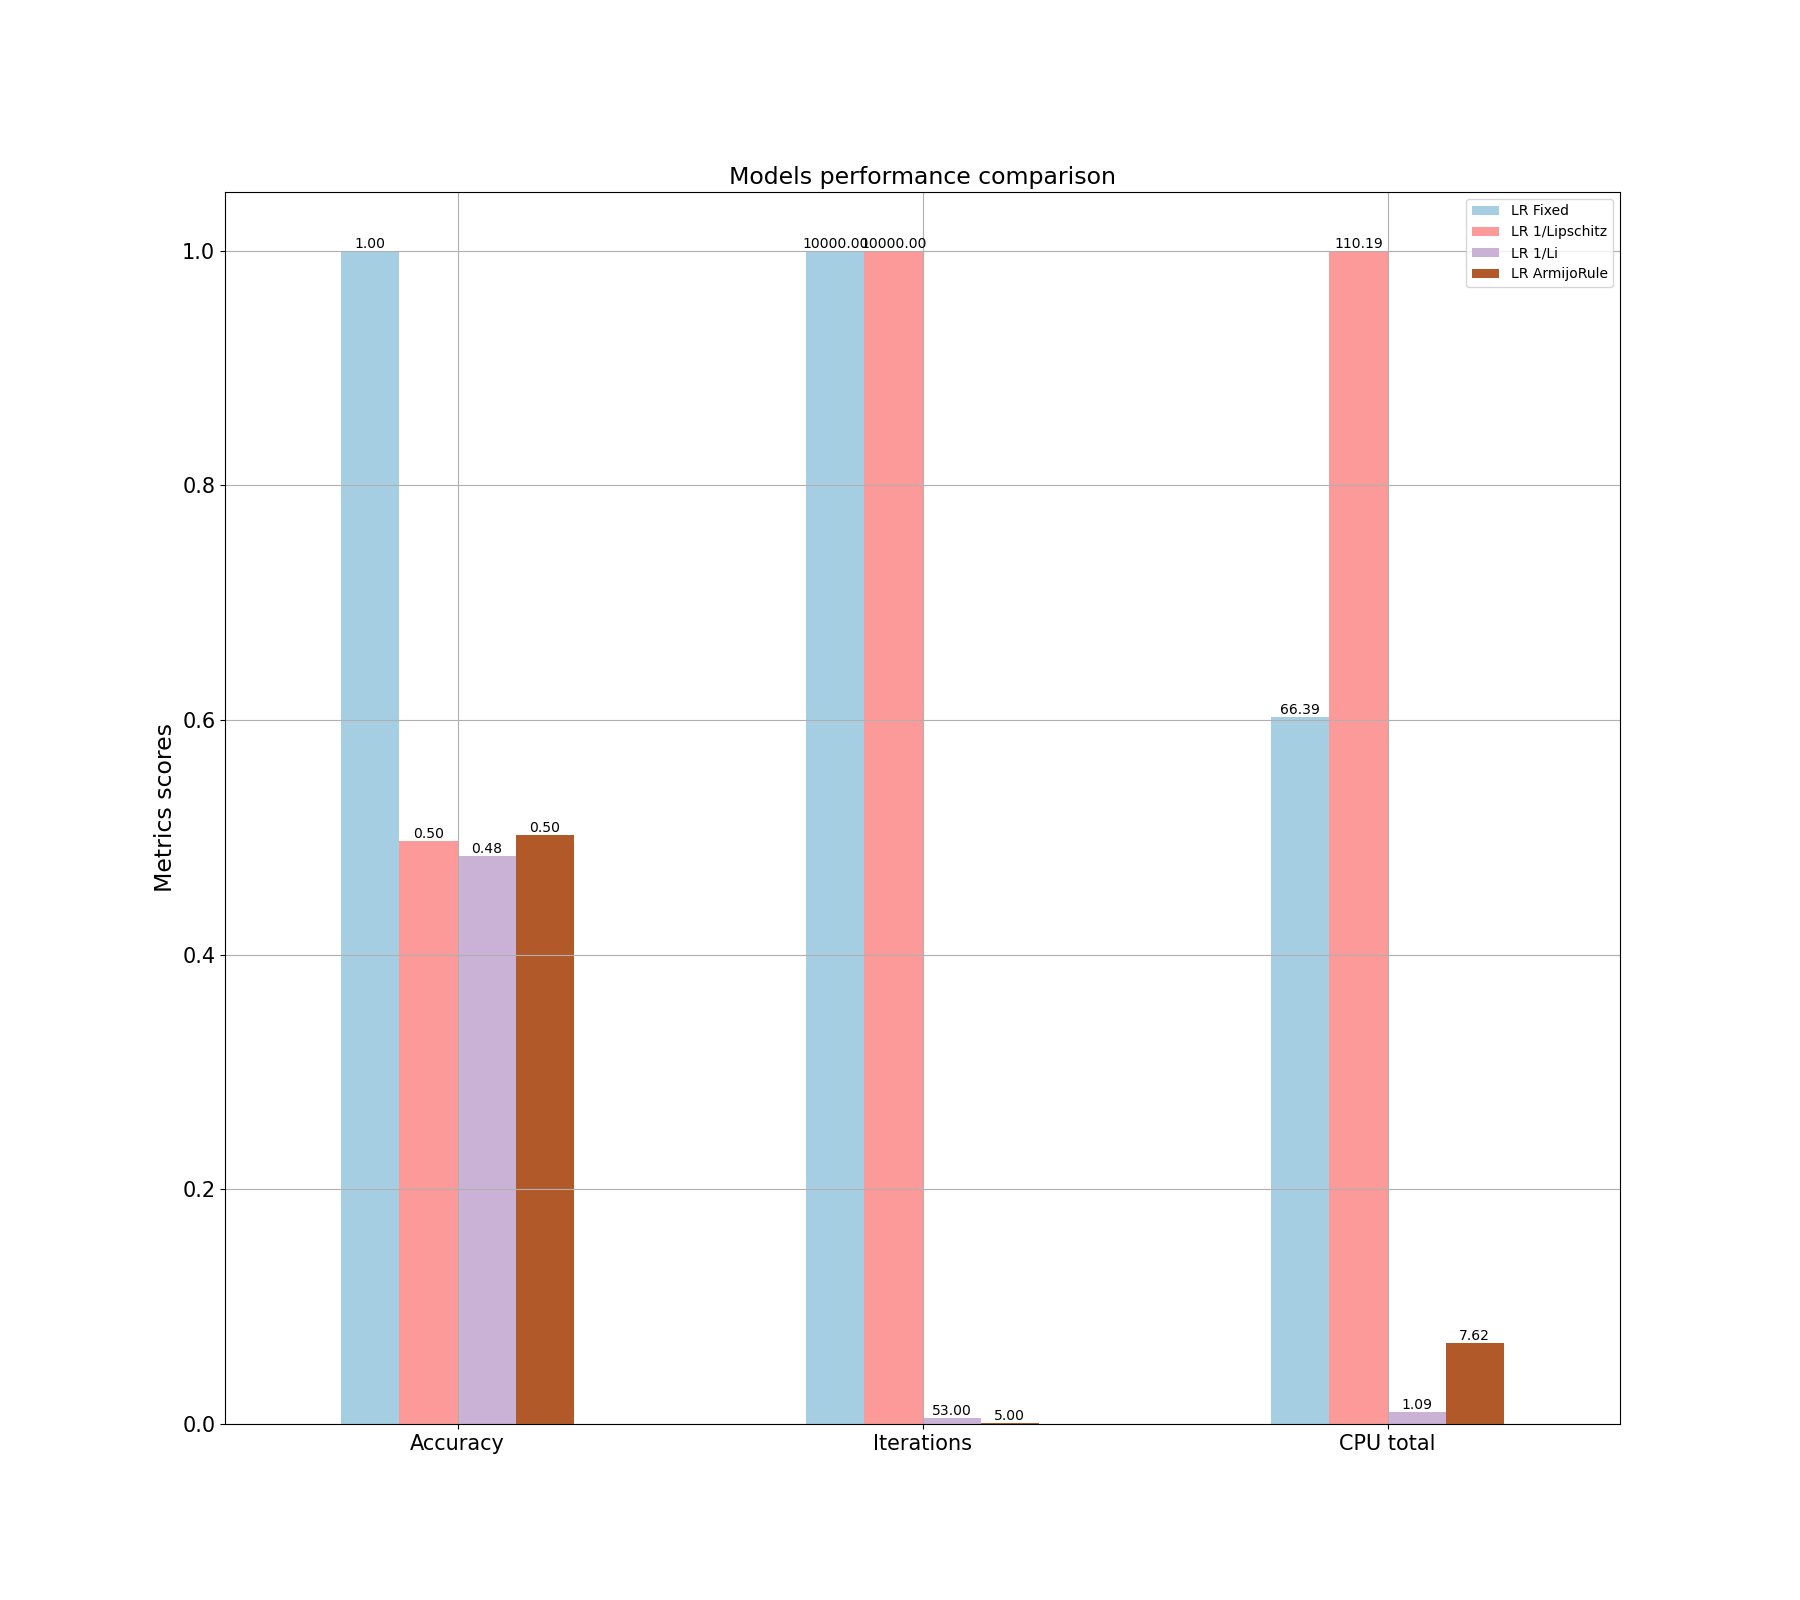 Models performance comparison
LR Fixed
LR 1/Lipschitz
LR 1/Li
LR ArmijoRule
Metrics scores
1.0
0.8
0.6
0.4
0.2
0.0
1.00
0.50
0.48
0.50
10000.00
10000.00
53.00
5.00
66.39
110.19
1.09
7.62
Accuracy
Iterations
CPU total